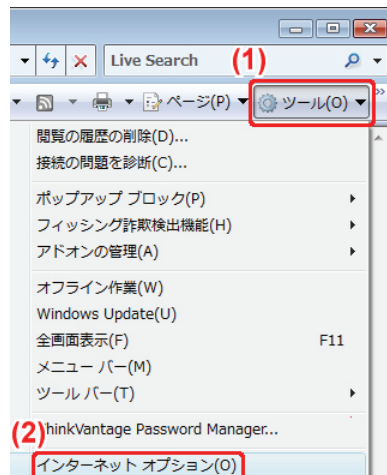 Live Search
(1)
ページ(P)
ツール(O)
閲覧の履歴の削除(D)...
接続の問題を診断(C)...
ポップアップ ブロック(P)
フィッシング詐欺検出機能(H)
アドオンの管理(A)
オフライン作業(W)
Windows Update(U)
全画面表示(F) F11
メニュー バー(M)
ツール バー(T)
(2)
hinkVantage Password Manager...
インターネット オプション(O)